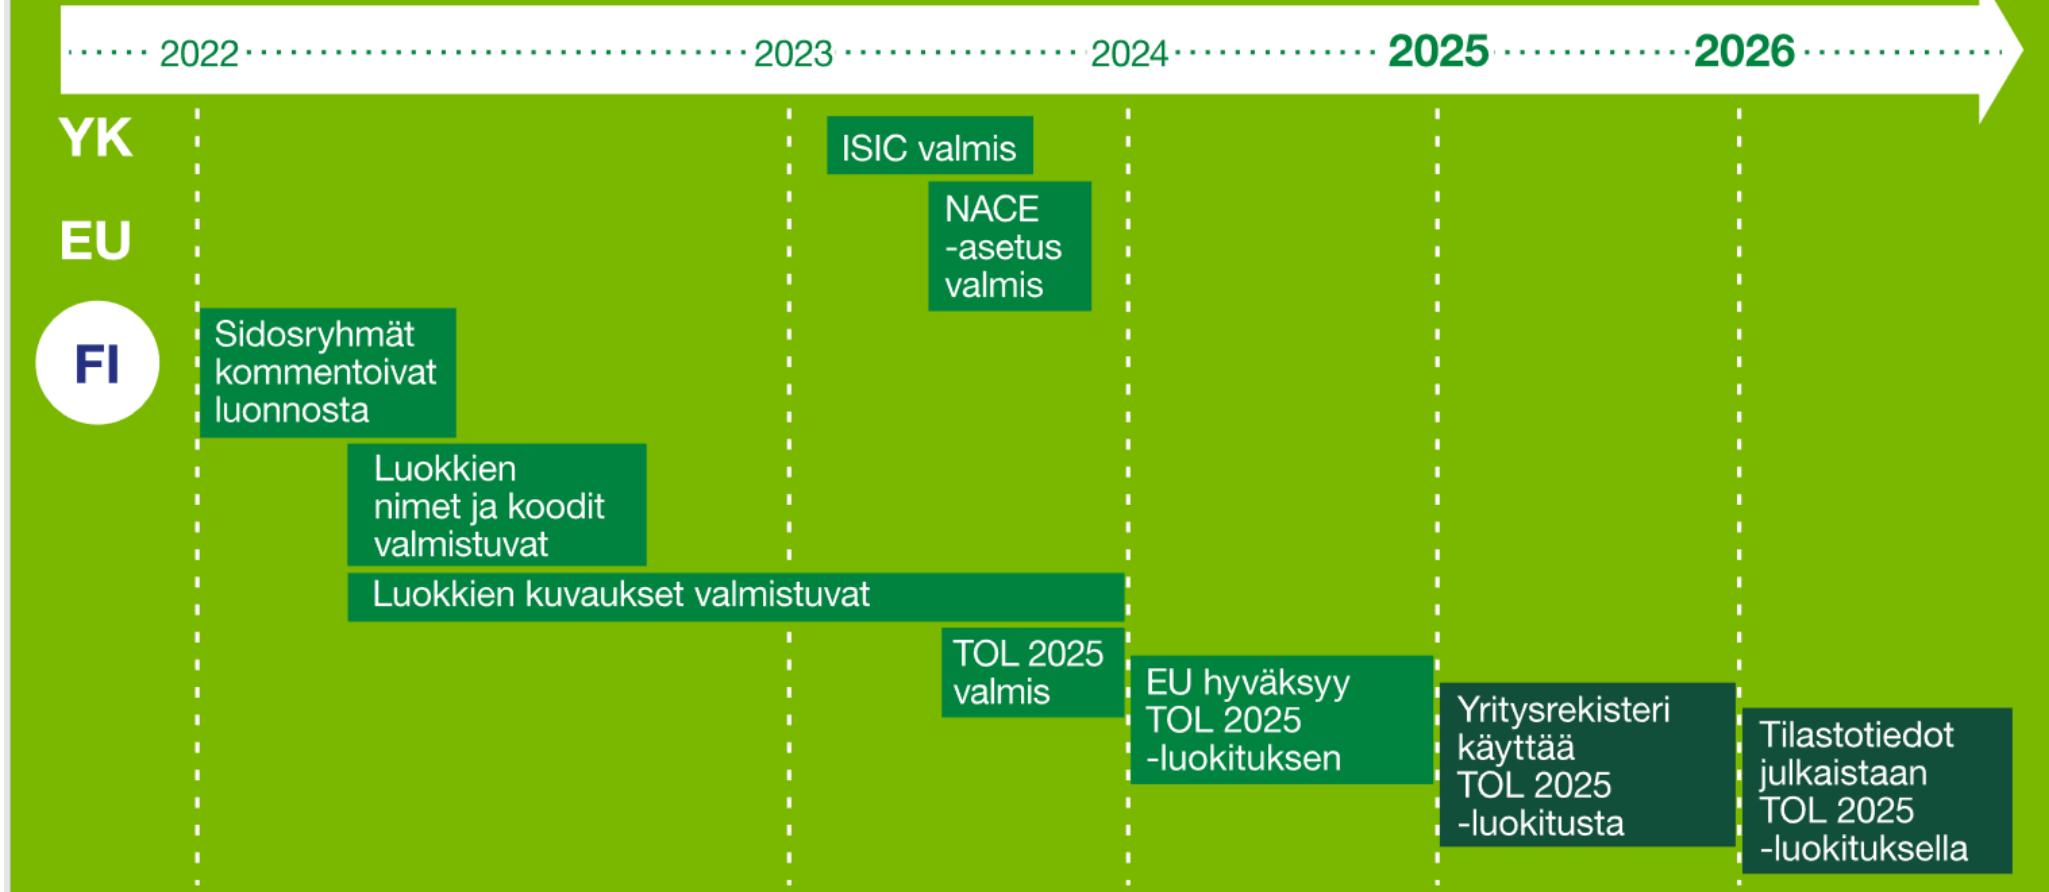 2022 2023 2024 2025 2026
YK
ISIC valmis
EU
NACE
-asetus
valmis
FI
Sidosryhmät
kommentoivat
luonnosta
Luokkien
nimet ja koodit
valmistuvat
Luokkien kuvaukset valmistuvat
TOL 2025
valmis
EU hyväksyy
TOL 2025
-luokituksen
Yritysrekisteri
käyttää
TOL 2025
-luokitusta
Tilastotiedot
julkaistaan
TOL 2025
-luokituksella